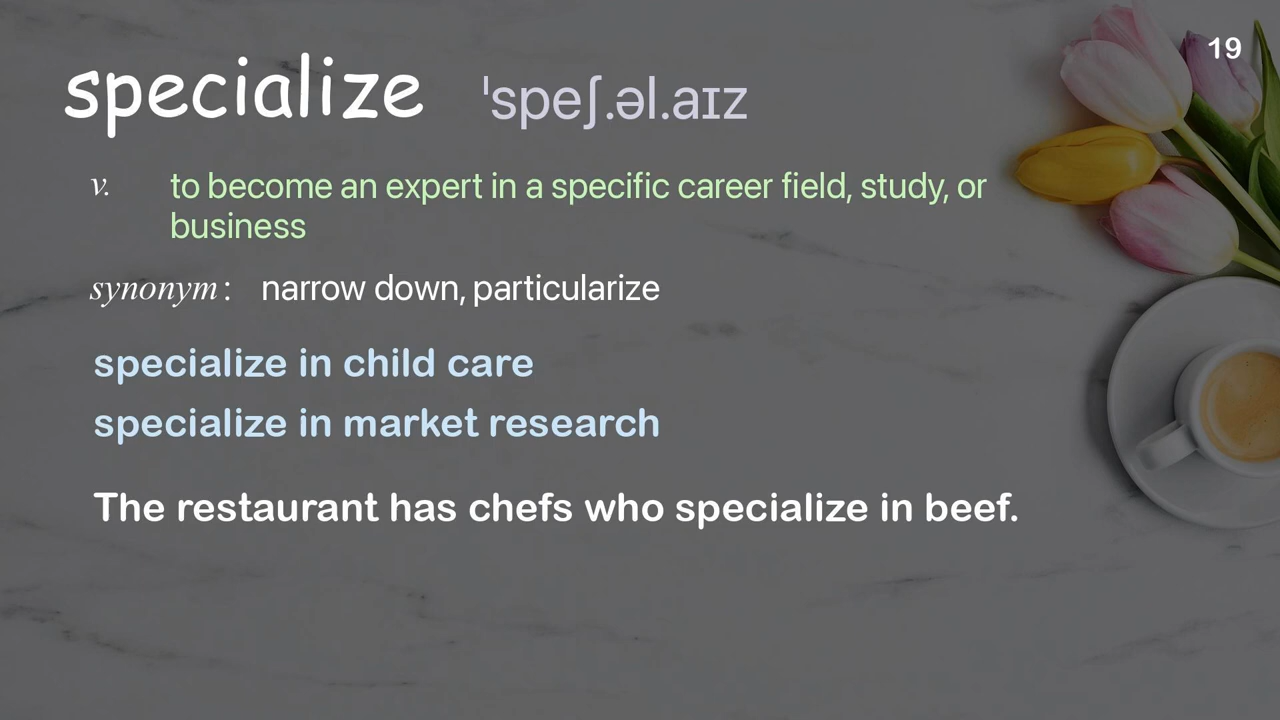 19
specialize ˈspeʃ.əl.aɪz
v. to become an expert in a specific career field, study, or
business
synonym: narrow down, particularize
specialize in child care
specialize in market research
The restaurant has chefs who specialize in beef.